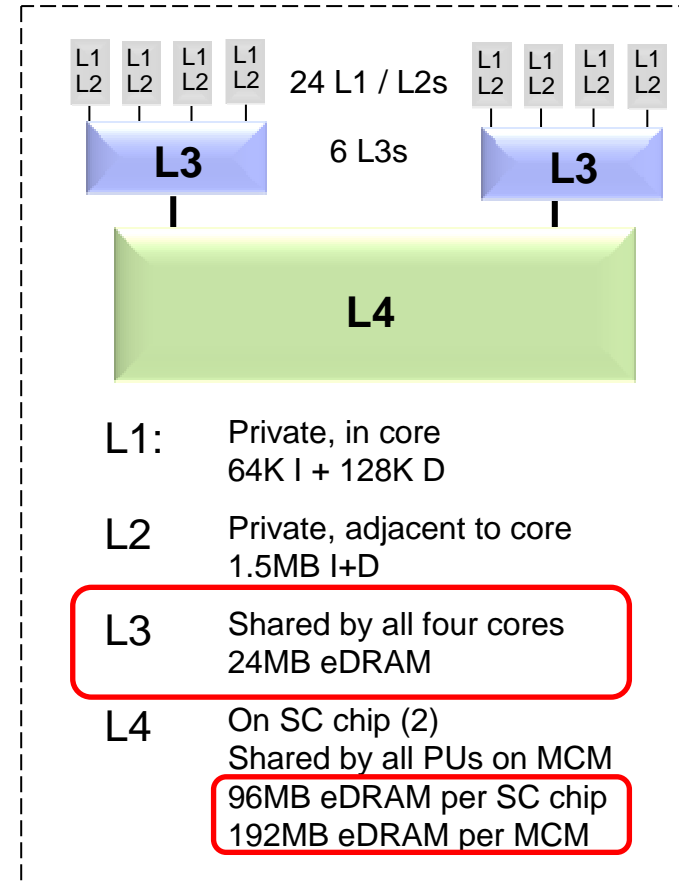 L1 L1 L1 L1
L2 L2 L2 L2
24 L1 / L2s
L1 L1 L1 L1
L2 L2 L2 L2
L3
6 L3s
L3
L4
L1: Private, in core
64K I + 128K D
L2 Private, adjacent to core
1.5MB I+D
L3 Shared by all four cores
24MB eDRAM
L4 On SC chip (2)
Shared by all PUs on MCM
96MB eDRAM per SC chip
192MB eDRAM per MCM